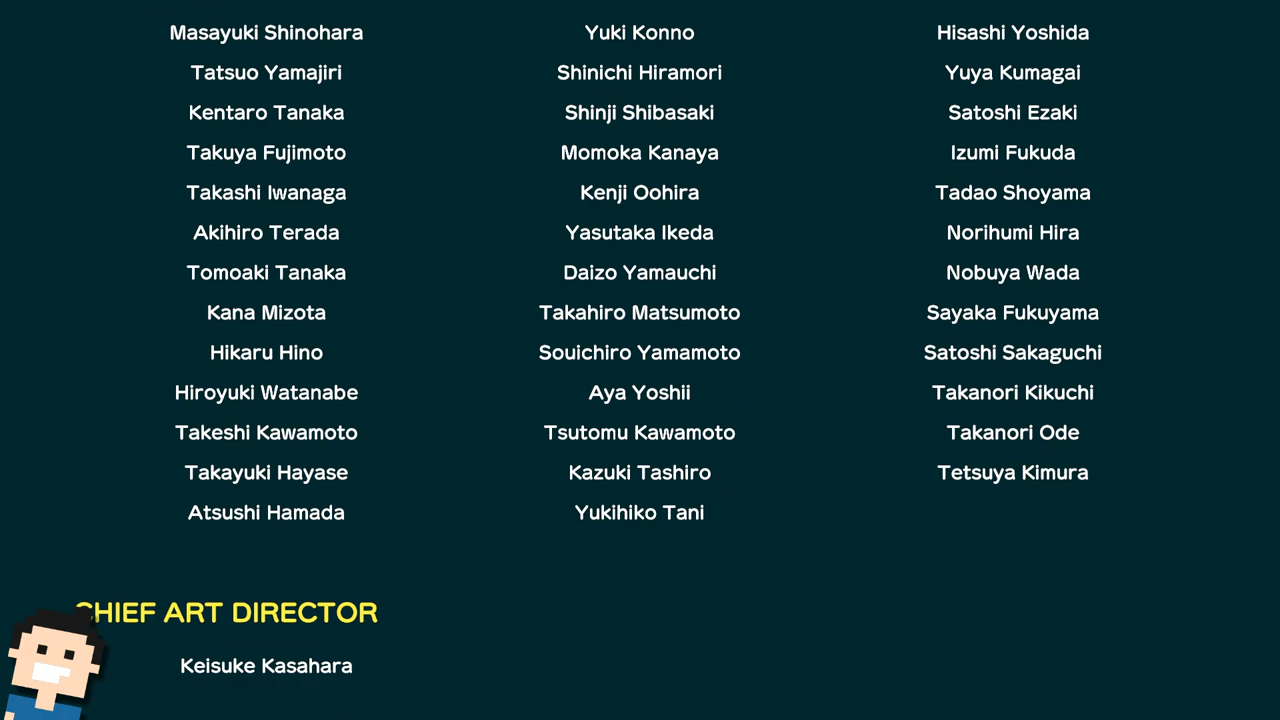 Masayuki Shinohara Yuki Konno Hisashi Yoshida
Tatsuo Yamajiri Shinichi Hiramori Yuya Kumagai
Kentaro Tanaka Shinji Shibasaki Satoshi Ezaki
Takuya Fujimoto Momoka Kanaya Izumi Fukuda
Takashi Iwanaga Kenji Oohira Tadao Shoyama
Akihiro Terada Yasutaka Ikeda Norihumi Hira
Tomoaki Tanaka Daizo Yamauchi Nobuya Wada
Kana Mizota Takahiro Matsumoto Sayaka Fukuyama
Hikaru Hino Souichiro Yamamoto Satoshi Sakaguchi
Hiroyuki Watanabe Aya Yoshii Takanori Kikuchi
Takeshi Kawamoto Tsutomu Kawamoto Takanori Ode
Takayuki Hayase Kazuki Tashiro Tetsuya Kimura
Atsushi Hamada Yukihiko Tani
CHIEF ART DIRECTOR
Keisuke Kasahara